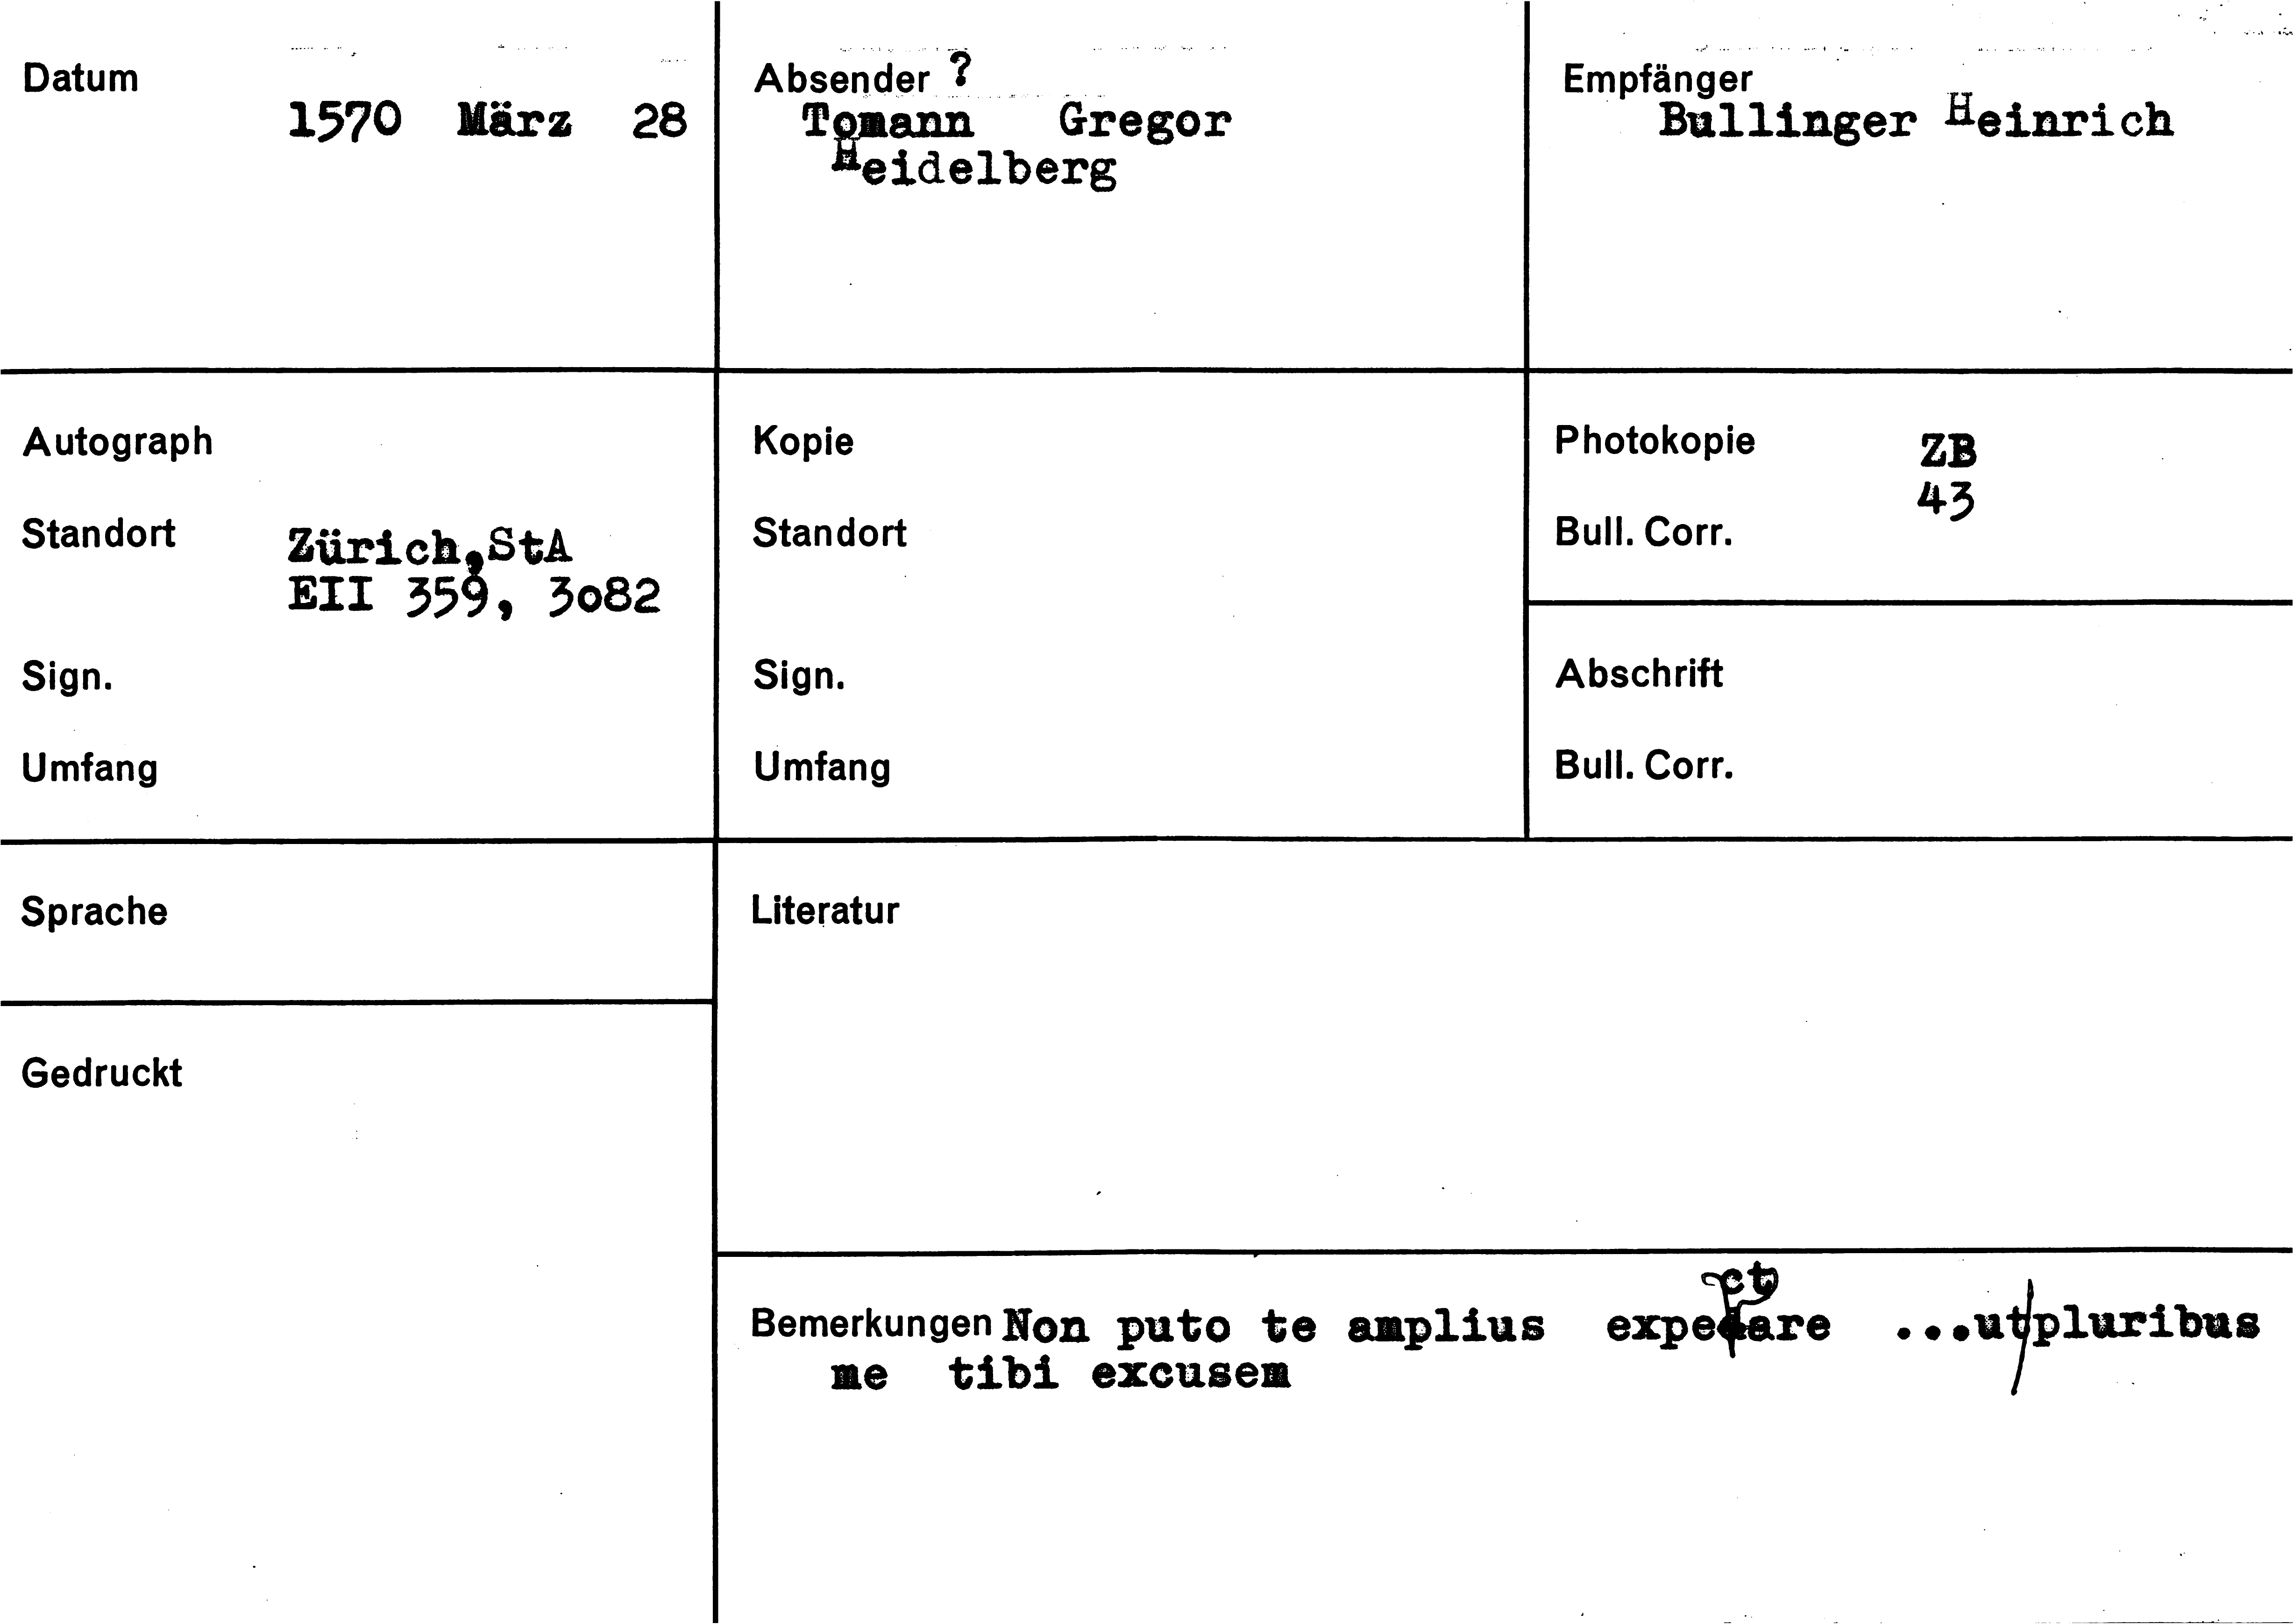 Datum
1570 März 28
Absender ?
Tomann Gregor
Heidelberg
Empfänger
Bullinger Heinrich
Autograph
Standort Zürich,StA
EII 359, 3o82
Sign.
Umfang
Kopie
Standort
Sign.
Umfang
Photokopie ZB
43
Bull. Corr.
Abschrift
Bull. Corr.
Sprache
Gedruckt
Literatur
Bemerkungen Non puto te amplius expectare ...ut pluribus
me tibi excusem